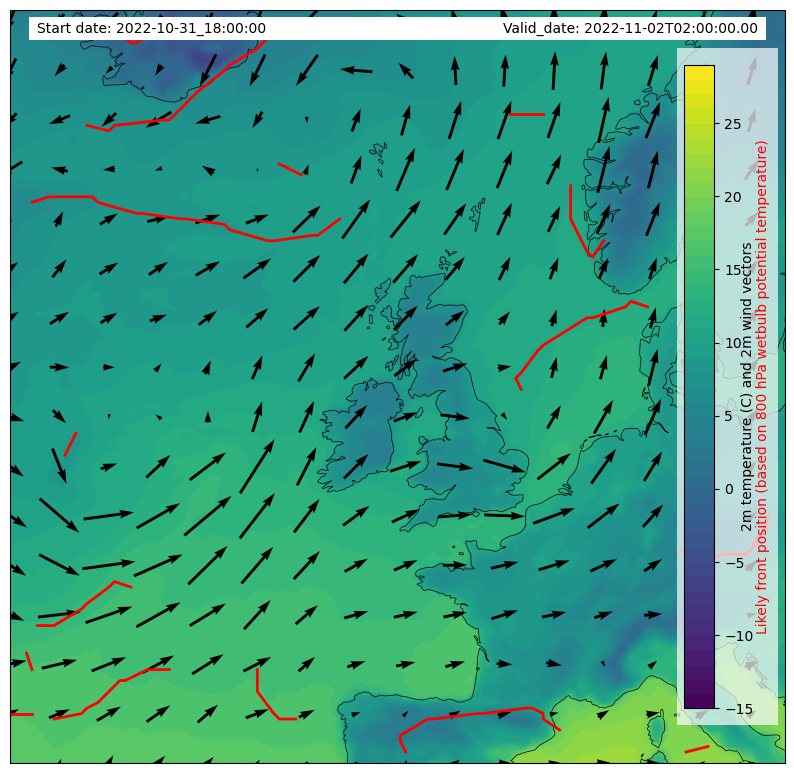 Start date: 2022-10-31_18:00:00
Valid_date: 2022-11-02T02:00:00.00
25
20
15
10
5
0
−5
−10
−15
2m temperature (C) and 2m wind vectors
Likely front position (based on 800 hPa wetbulb potential temperature)